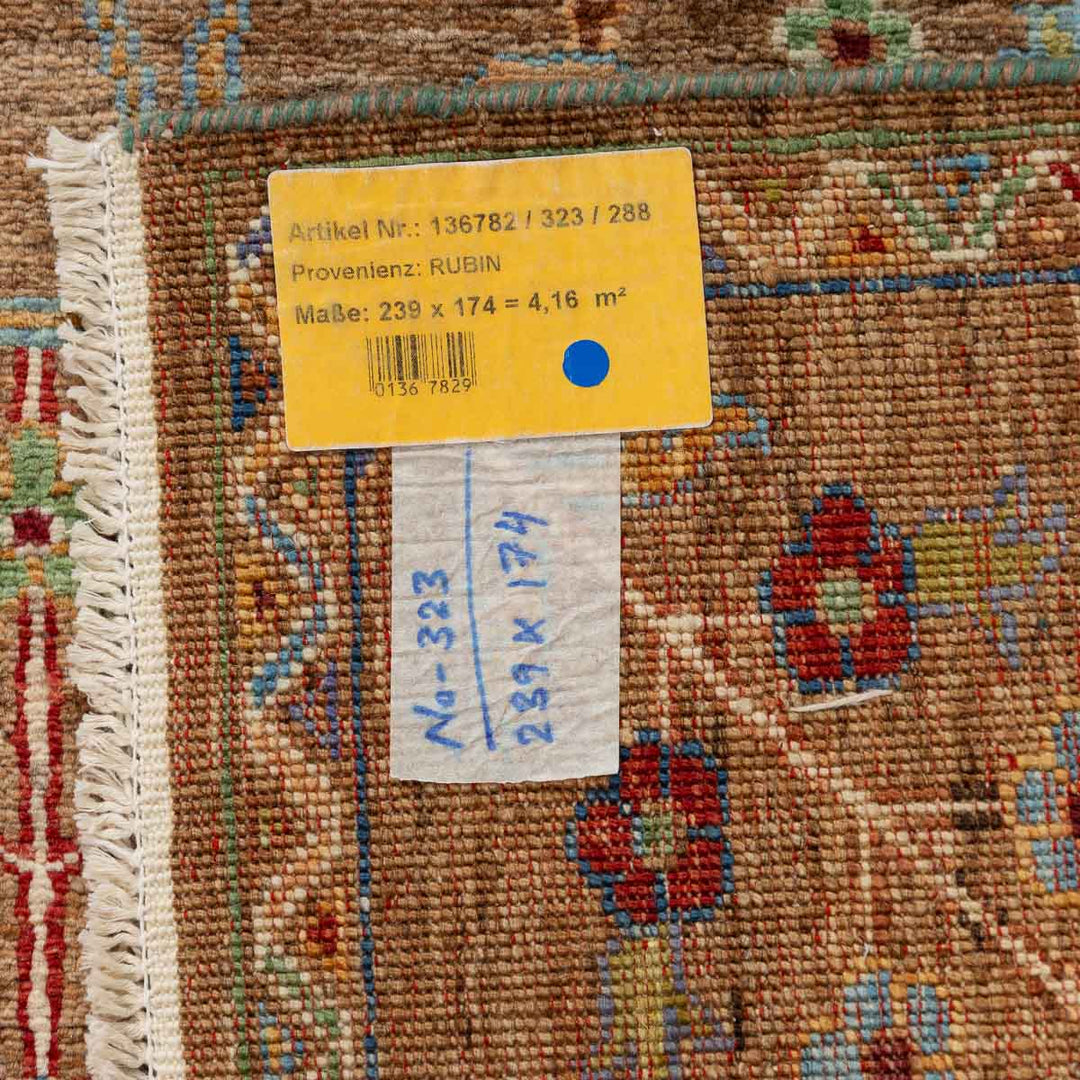 Artikel Nr.: 136782 / 323 / 288
Provenienz: RUBIN
Maße: 239 x 174 = 4,16 m²
0136 7829
No-323
239 x 174